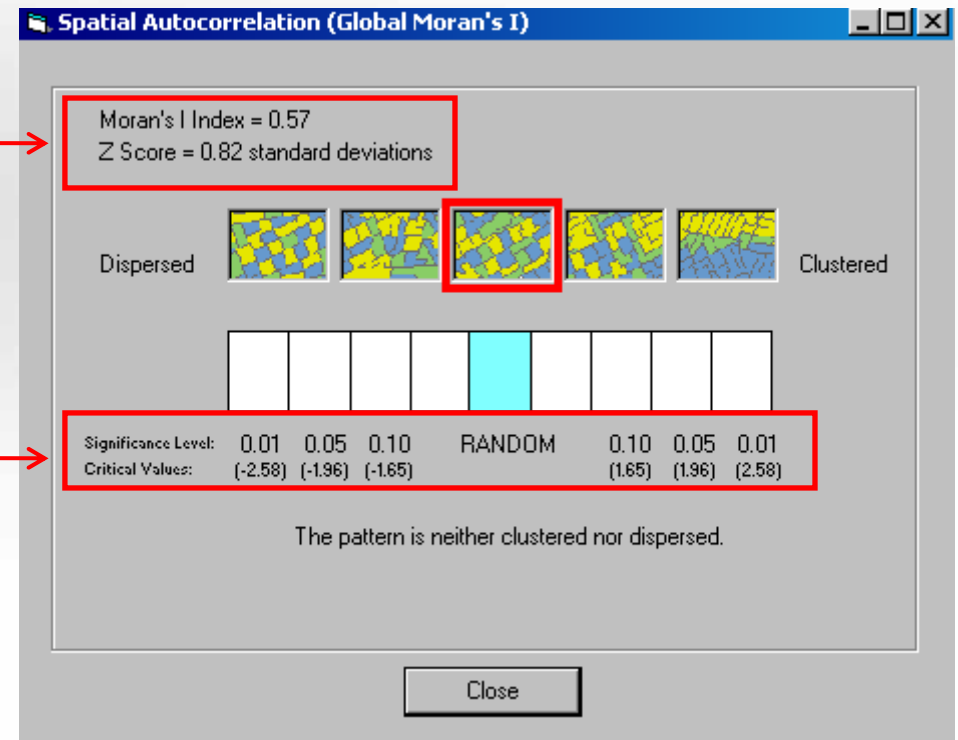 Spatial Autocorrelation (Global Moran's I)
Moran's I Index = 0.57
Z Score = 0.82 standard deviations
Dispersed
Clustered
Significance Level: 0.01 0.05 0.10 RANDOM 0.10 0.05 0.01
Critical Values: (-2.58) (-1.96) (-1.65) (1.65) (1.96) (2.58)
The pattern is neither clustered nor dispersed.
Close